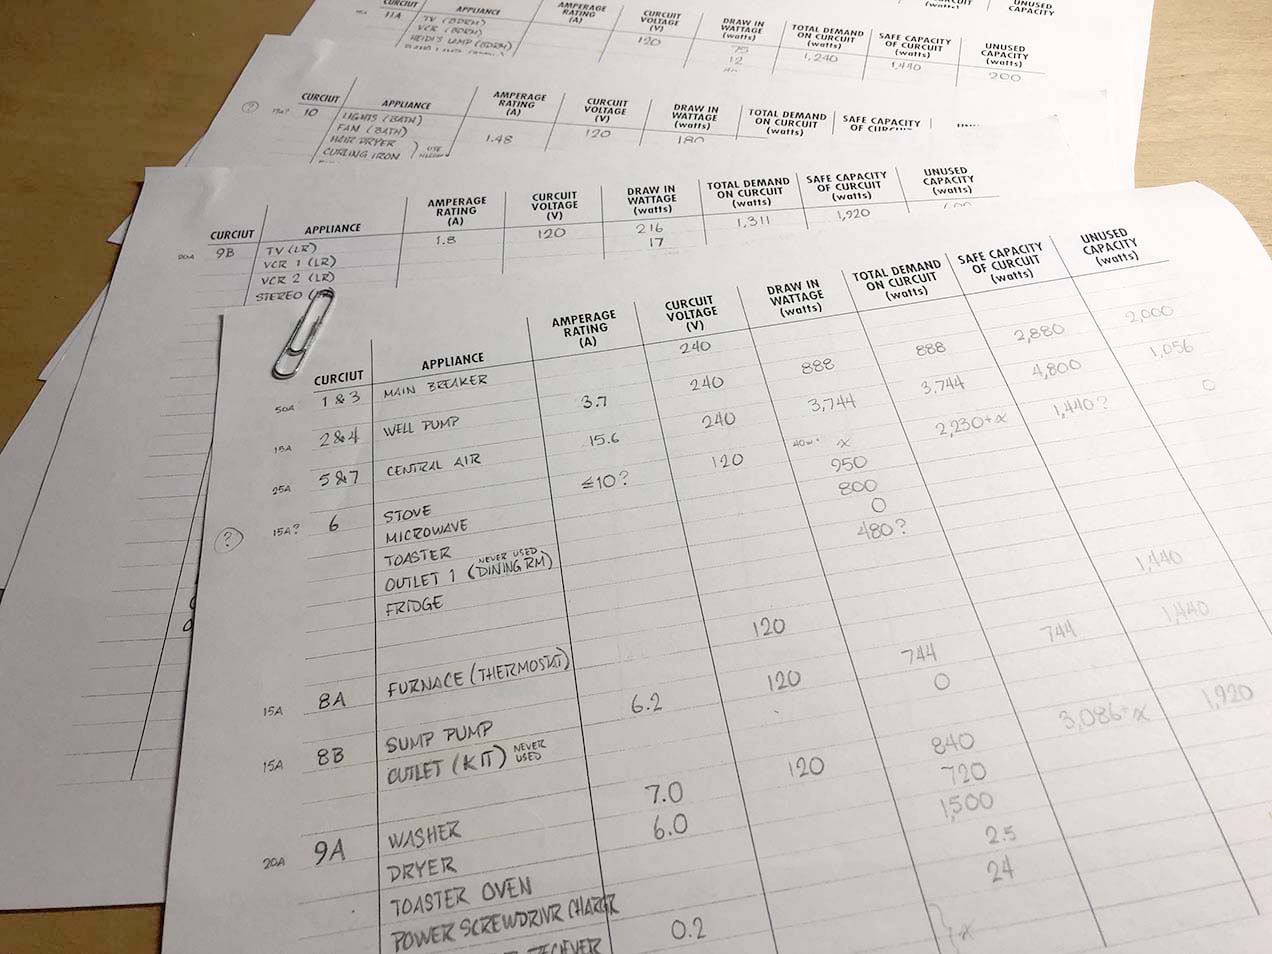 CURCIUT APPLIANCE AMPERAGE RATING (A) CURCUIT VOLTAGE (V) DRAW IN WATTAGE (watts) TOTAL DEMAND ON CURCUIT (watts) SAFE CAPACITY OF CURCUIT (watts) UNUSED CAPACITY (watts)
11A TV (BDRM) 120 75 1,240 1,440 200
VCR (BDRM) 12
HEIDI'S LAMP (BDRM)
CURCIUT APPLIANCE AMPERAGE RATING (A) CURCUIT VOLTAGE (V) DRAW IN WATTAGE (watts) TOTAL DEMAND ON CURCUIT (watts) SAFE CAPACITY OF CURCUIT
? 15A? 10 LIGHTS (BATH) 1.48 120 180
FAN (BATH)
HAIR DRYER
CURLING IRON USE
CURCIUT APPLIANCE AMPERAGE RATING (A) CURCUIT VOLTAGE (V) DRAW IN WATTAGE (watts) TOTAL DEMAND ON CURCUIT (watts) SAFE CAPACITY OF CURCUIT (watts) UNUSED CAPACITY (watts)
20A 9B TV (LR) 1.8 120 216 1,311 1,920
VCR 1 (LR) 17
VCR 2 (LR)
STEREO
CURCIUT APPLIANCE AMPERAGE RATING (A) CURCUIT VOLTAGE (V) DRAW IN WATTAGE (watts) TOTAL DEMAND ON CURCUIT (watts) SAFE CAPACITY OF CURCUIT (watts) UNUSED CAPACITY (watts)
50A 1 & 3 MAIN BREAKER 240
15A 2 & 4 WELL PUMP 3.7 240 888 888 2,880 2,000
25A 5 & 7 CENTRAL AIR 15.6 240 3,744 3,744 4,800 1,056
? 15A? 6 STOVE ≤10? 120 40w+ x 2,230+x 1,440? 0
MICROWAVE 950
TOASTER 800
OUTLET 1 (DINING RM) NEVER USED 0
FRIDGE 480?
15A 8A FURNACE (THERMOSTAT) 120 1,440
15A 8B SUMP PUMP 6.2 120 744 744 1,440
OUTLET (KIT) NEVER USED 0
20A 9A WASHER 7.0 120 840 3,086+x 1,920
DRYER 6.0 720
TOASTER OVEN 1,500
POWER SCREWDRIVR CHARGR 2.5
RECIEVER 0.2 24
x